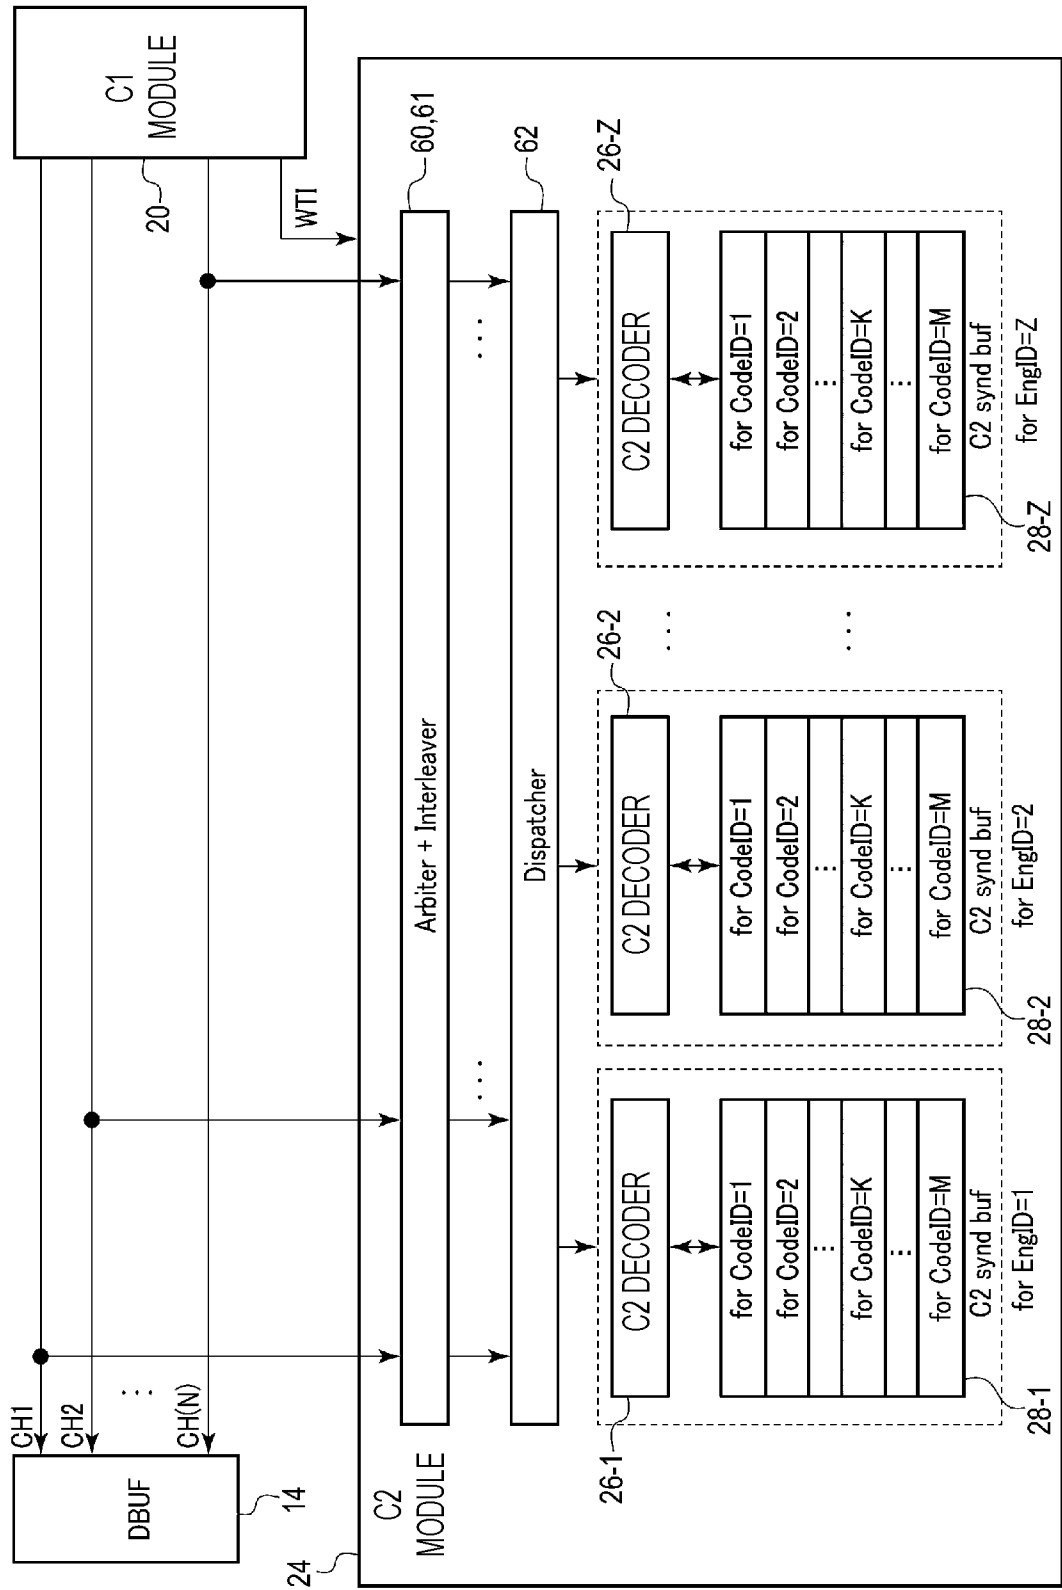 C1
MODULE
20
WTI
CH1
CH2
⋮
CH(N)
DBUF
14
24
C2
MODULE
Arbiter + Interleaver
60,61
...
...
Dispatcher
62
26-1
C2 DECODER
for CodeID=1
for CodeID=2
...
for CodeID=K
...
for CodeID=M
C2 synd buf
for EngID=1
28-1
26-2
C2 DECODER
for CodeID=1
for CodeID=2
...
for CodeID=K
...
for CodeID=M
C2 synd buf
for EngID=2
28-2
...
...
26-Z
C2 DECODER
for CodeID=1
for CodeID=2
...
for CodeID=K
...
for CodeID=M
C2 synd buf
for EngID=Z
28-Z